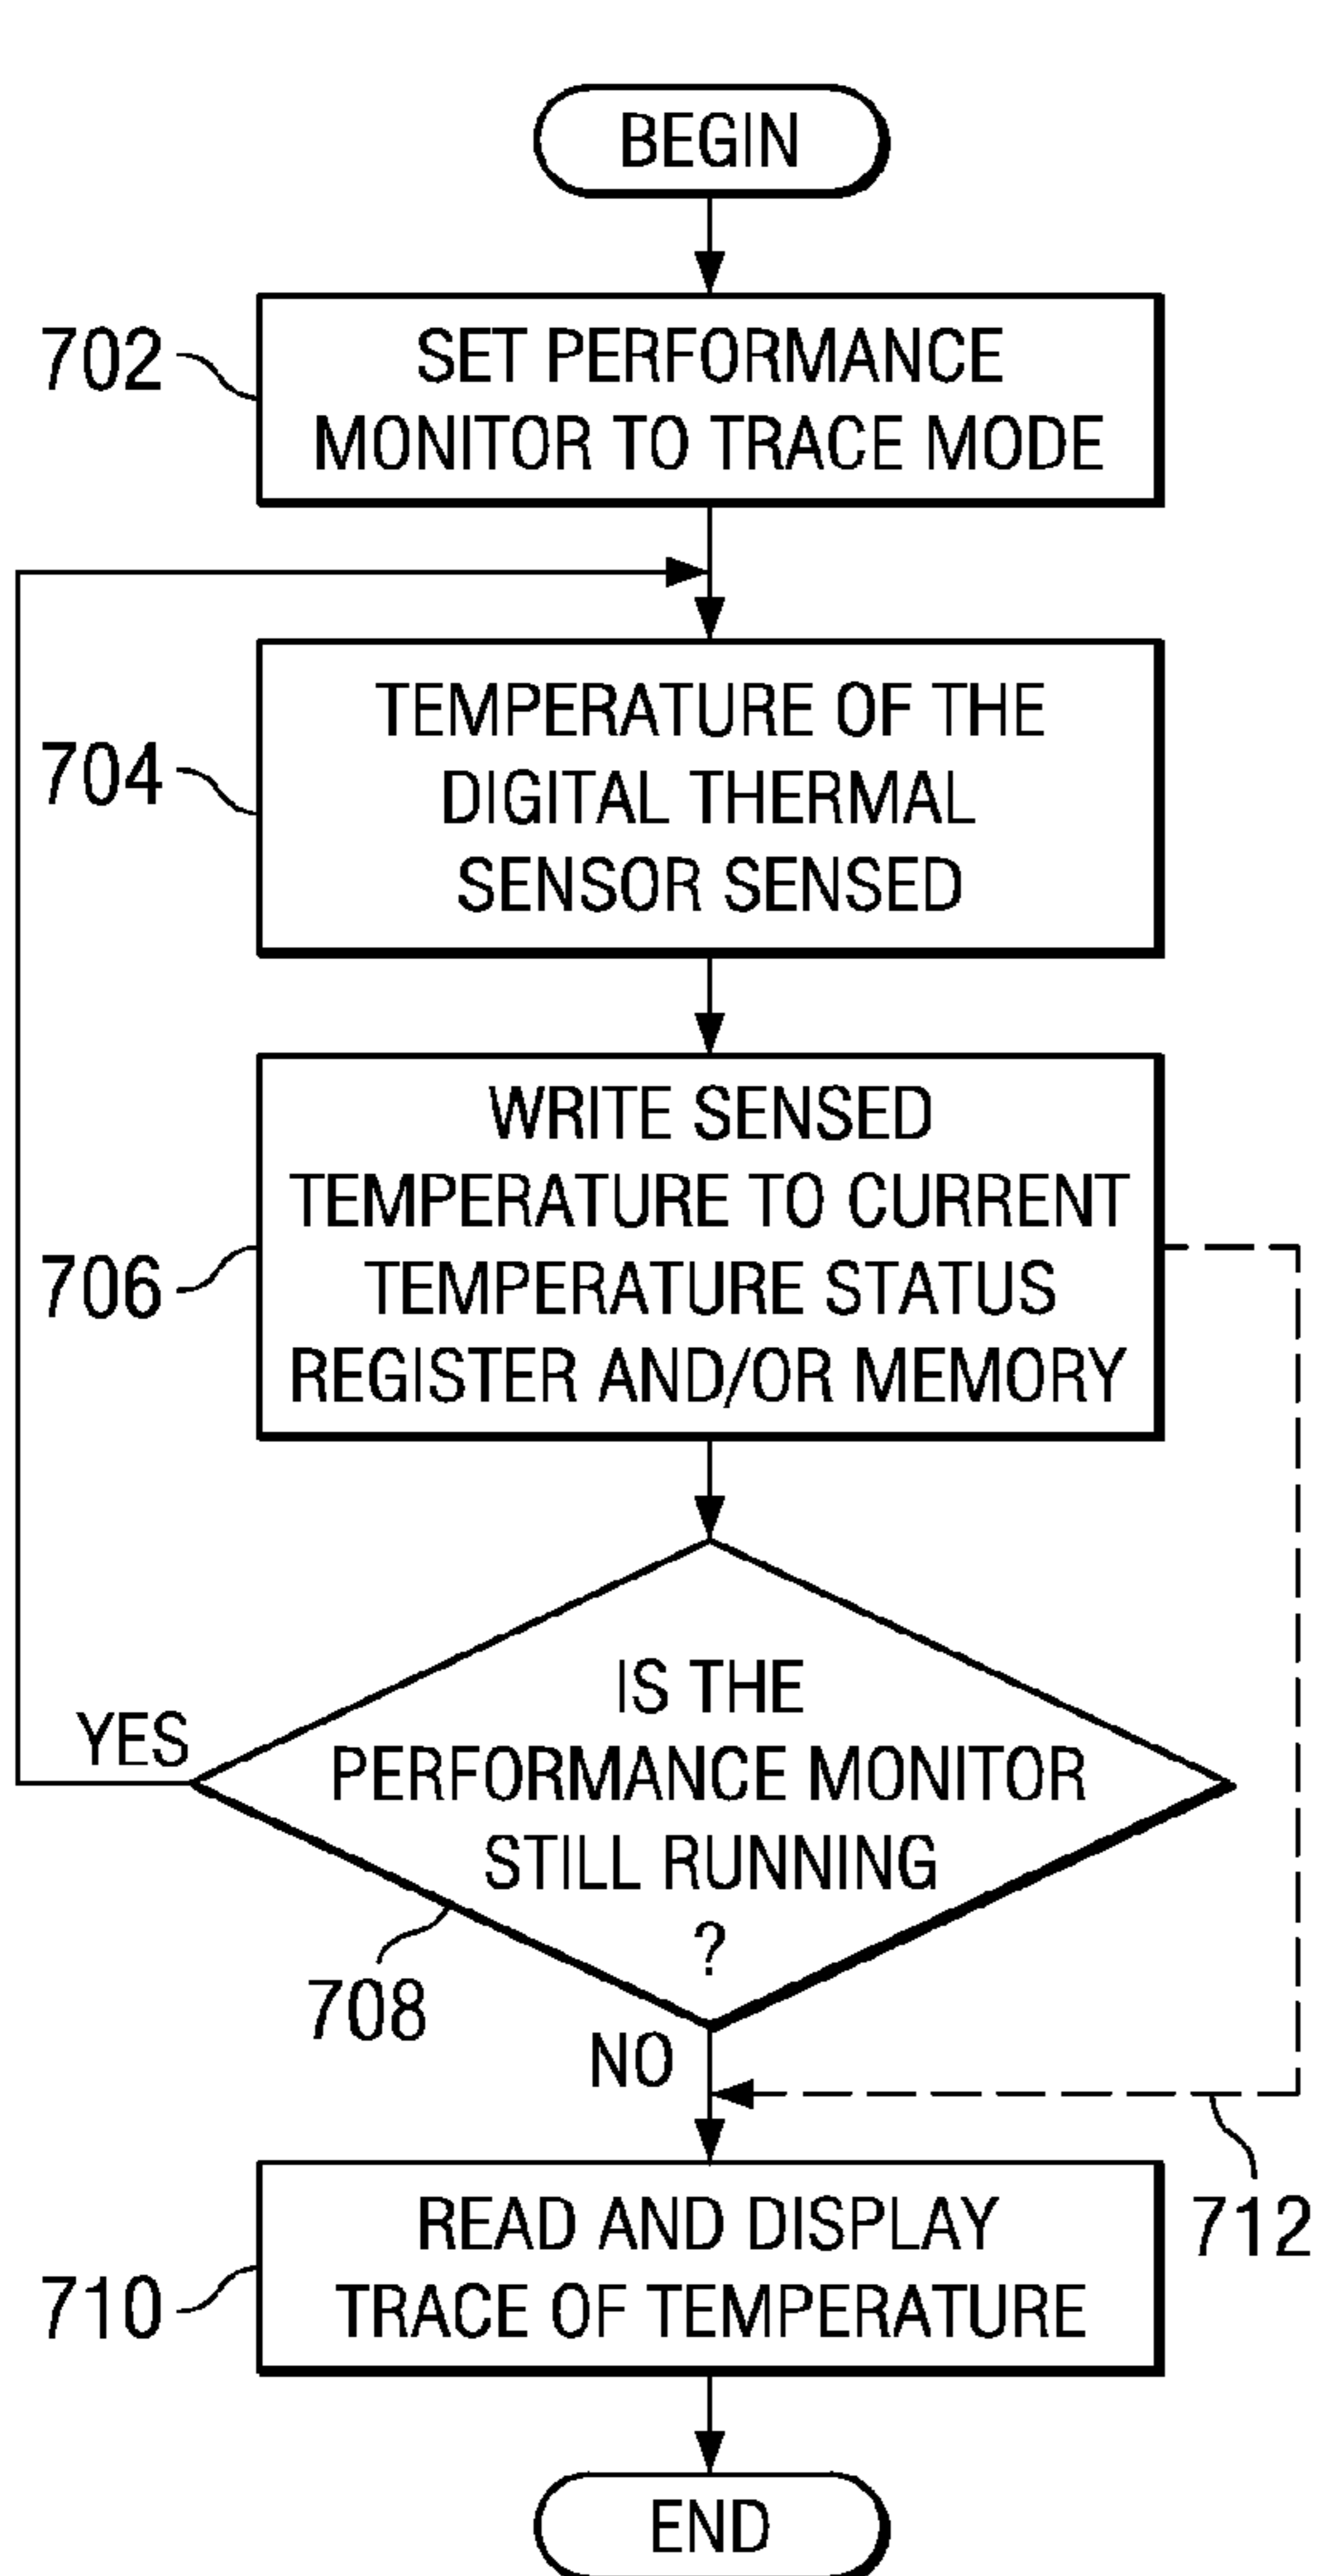 BEGIN
702
SET PERFORMANCE
MONITOR TO TRACE MODE
704
TEMPERATURE OF THE
DIGITAL THERMAL
SENSOR SENSED
706
WRITE SENSED
TEMPERATURE TO CURRENT
TEMPERATURE STATUS
REGISTER AND/OR MEMORY
YES
IS THE
PERFORMANCE MONITOR
STILL RUNNING
?
708
NO
712
710
READ AND DISPLAY
TRACE OF TEMPERATURE
END